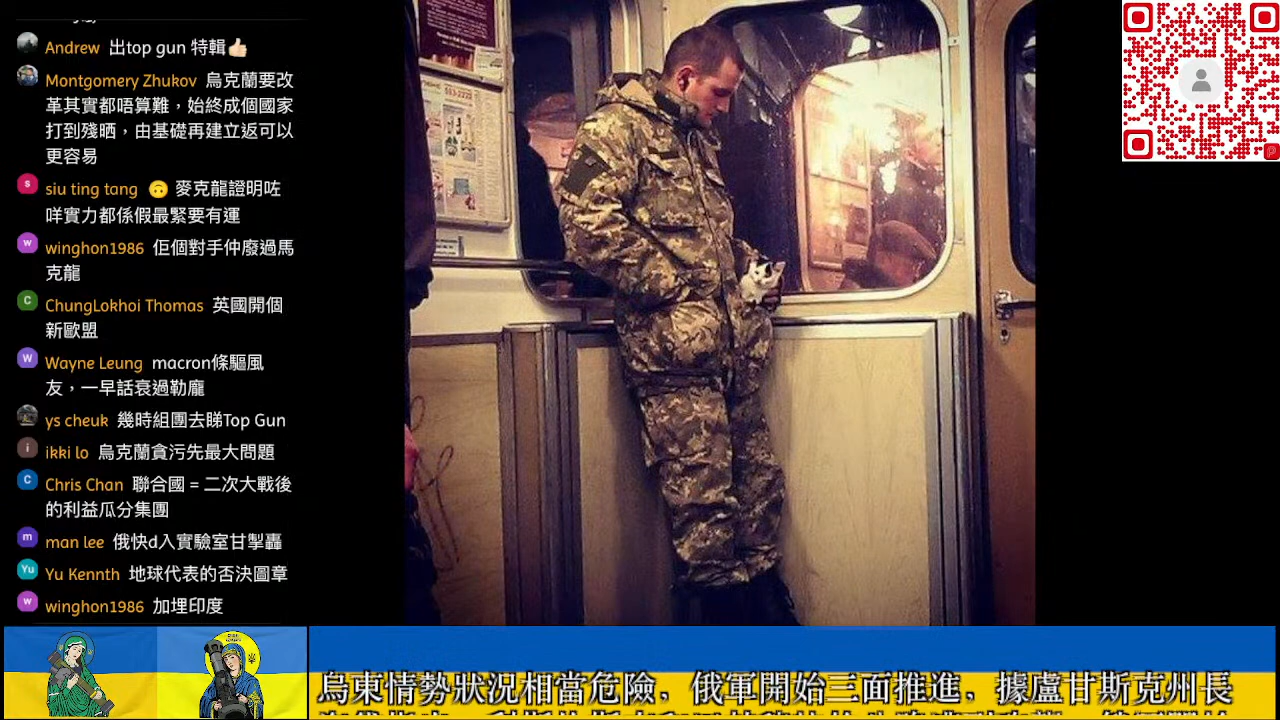 Andrew 出top gun 特輯👍🏻
Montgomery Zhukov 烏克蘭要改
革其實都唔算難，始終成個國家
打到殘晒，由基礎再建立返可以
更容易
siu ting tang 🙃 麥克龍證明咗
咩實力都係假最緊要有運
winghon1986 佢個對手仲廢過馬
克龍
ChungLokhoi Thomas 英國開個
新歐盟
Wayne Leung macron條驅風
友，一早話衰過勒龐
ys cheuk 幾時組團去睇Top Gun
ikki lo 烏克蘭貪污先最大問題
Chris Chan 聯合國 = 二次大戰後
的利益瓜分集團
man lee 俄快d入實驗室甘掣轟
Yu Kennth 地球代表的否決圖章
winghon1986 加埋印度
烏東情勢狀況相當危險，俄軍開始三面推進，據盧甘斯克州長